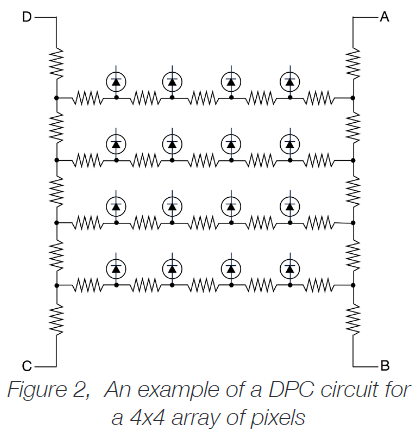 D
A
C
B
Figure 2, An example of a DPC circuit for
a 4x4 array of pixels